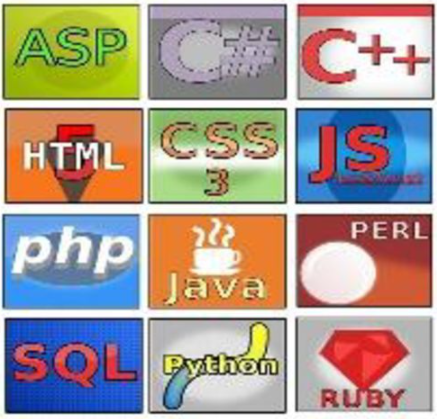 ASP
C#
C++
HTML
5
CSS
3
JS
php
Java
PERL
SQL
Python
RUBY